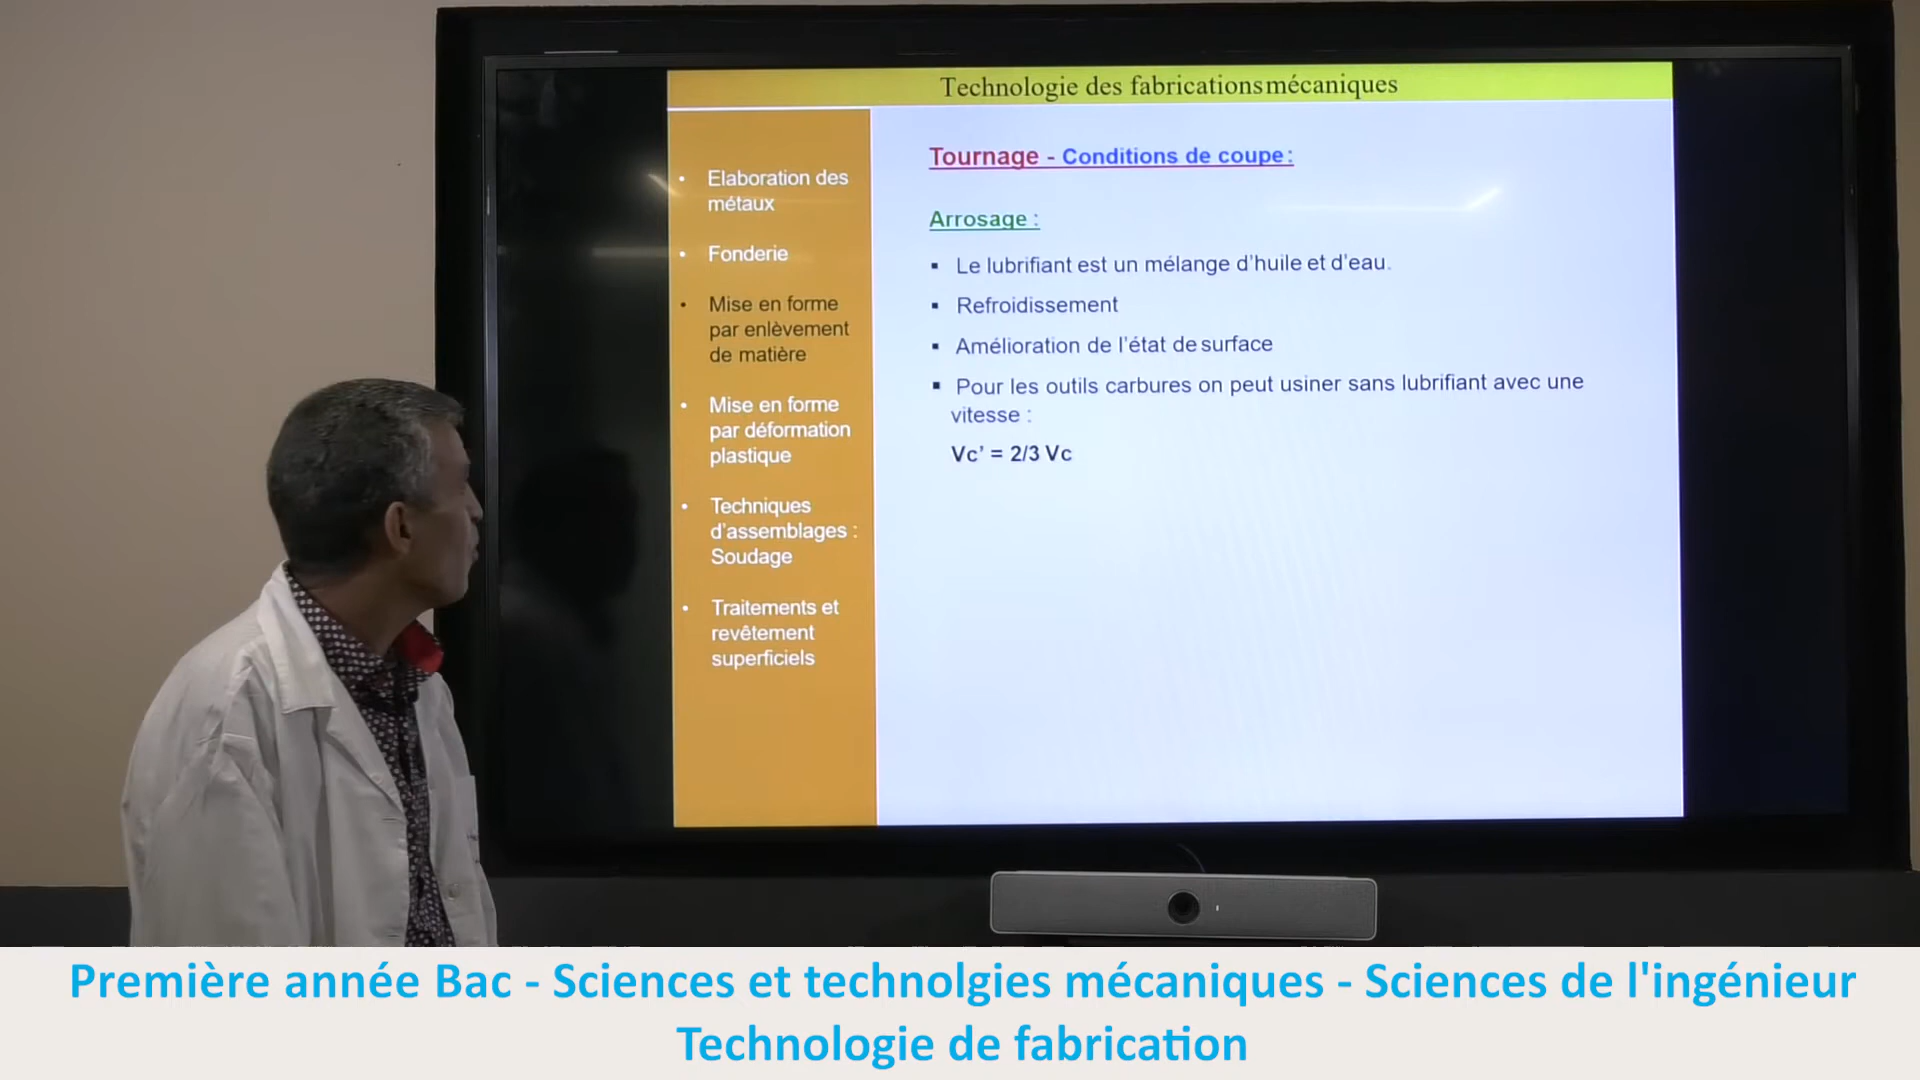 Technologie des fabrications mécaniques
• Elaboration des
métaux
• Fonderie
• Mise en forme
par enlèvement
de matière
• Mise en forme
par déformation
plastique
• Techniques
d'assemblages :
Soudage
• Traitements et
revêtement
superficiels
Tournage - Conditions de coupe :
Arrosage :
▪ Le lubrifiant est un mélange d'huile et d'eau.
▪ Refroidissement
▪ Amélioration de l'état de surface
▪ Pour les outils carbures on peut usiner sans lubrifiant avec une
vitesse :
Vc' = 2/3 Vc
Première année Bac - Sciences et technolgies mécaniques - Sciences de l'ingénieur
Technologie de fabrication